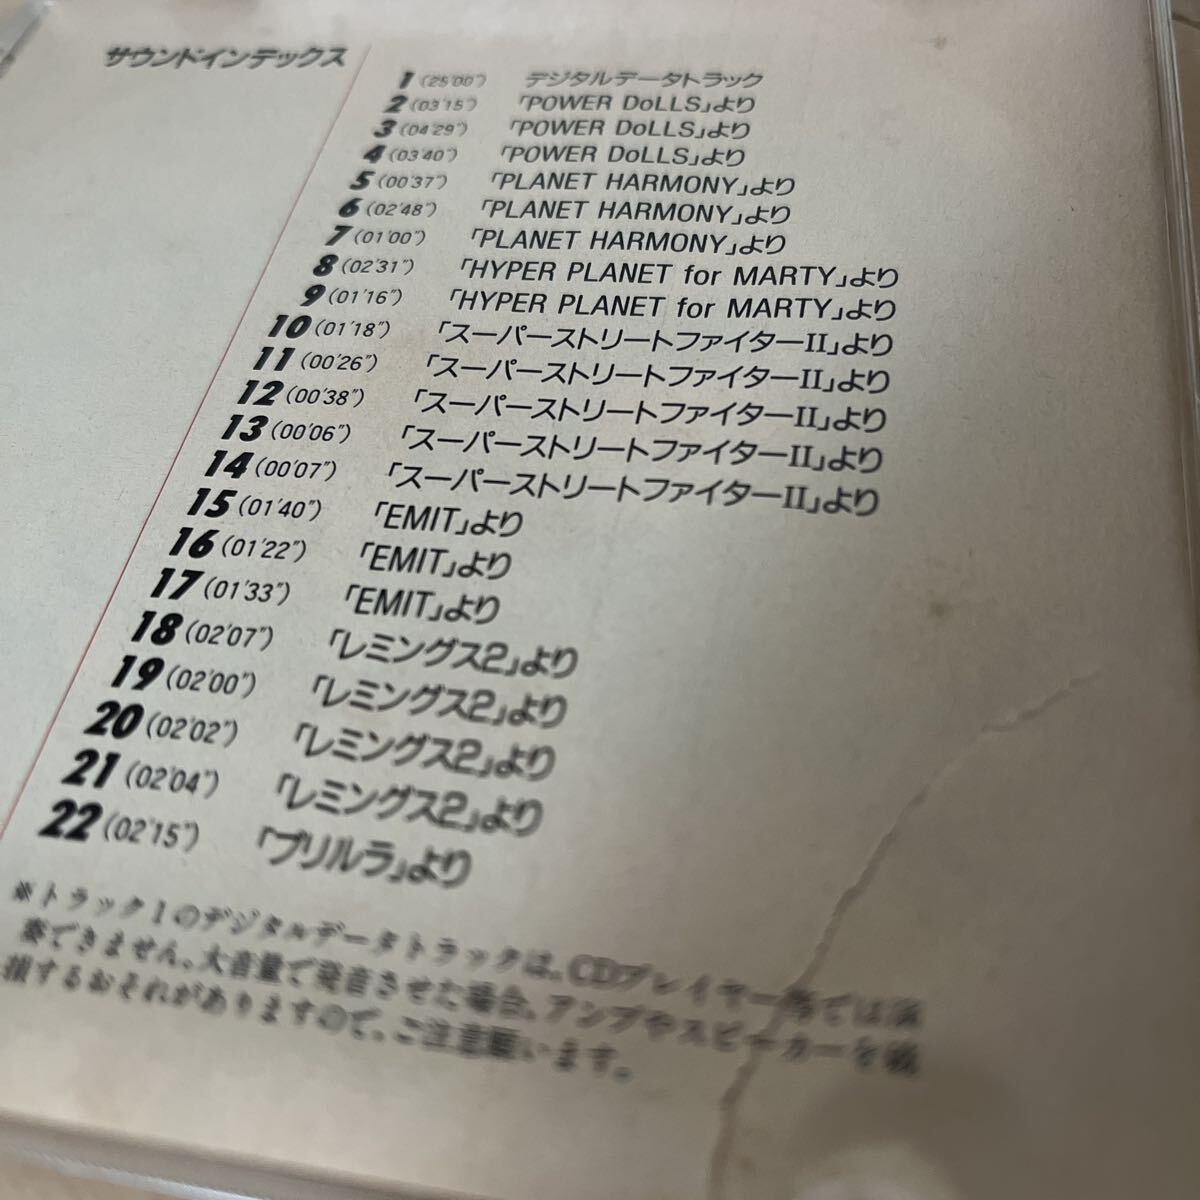 サウンドインデックス
1 (25'00") デジタルデータトラック
2 (03'15") 「POWER DoLLS」より
3 (04'29") 「POWER DoLLS」より
4 (03'40") 「POWER DoLLS」より
5 (00'37") 「PLANET HARMONY」より
6 (02'48") 「PLANET HARMONY」より
7 (01'00") 「PLANET HARMONY」より
8 (02'31") 「HYPER PLANET for MARTY」より
9 (01'16") 「HYPER PLANET for MARTY」より
10 (01'18") 「スーパーストリートファイターII」より
11 (00'26") 「スーパーストリートファイターII」より
12 (00'38") 「スーパーストリートファイターII」より
13 (00'06") 「スーパーストリートファイターII」より
14 (00'07") 「スーパーストリートファイターII」より
15 (01'40") 「EMIT」より
16 (01'22") 「EMIT」より
17 (01'33") 「EMIT」より
18 (02'07") 「レミングス2」より
19 (02'00") 「レミングス2」より
20 (02'02") 「レミングス2」より
21 (02'04") 「レミングス2」より
22 (02'15") 「ブリルラ」より
※トラック1のデジタルデータトラックは、CDプレイヤー等では演
奏できません。大音量で発音させた場合、アンプやスピーカーを破
損するおそれがありますので、ご注意願います。